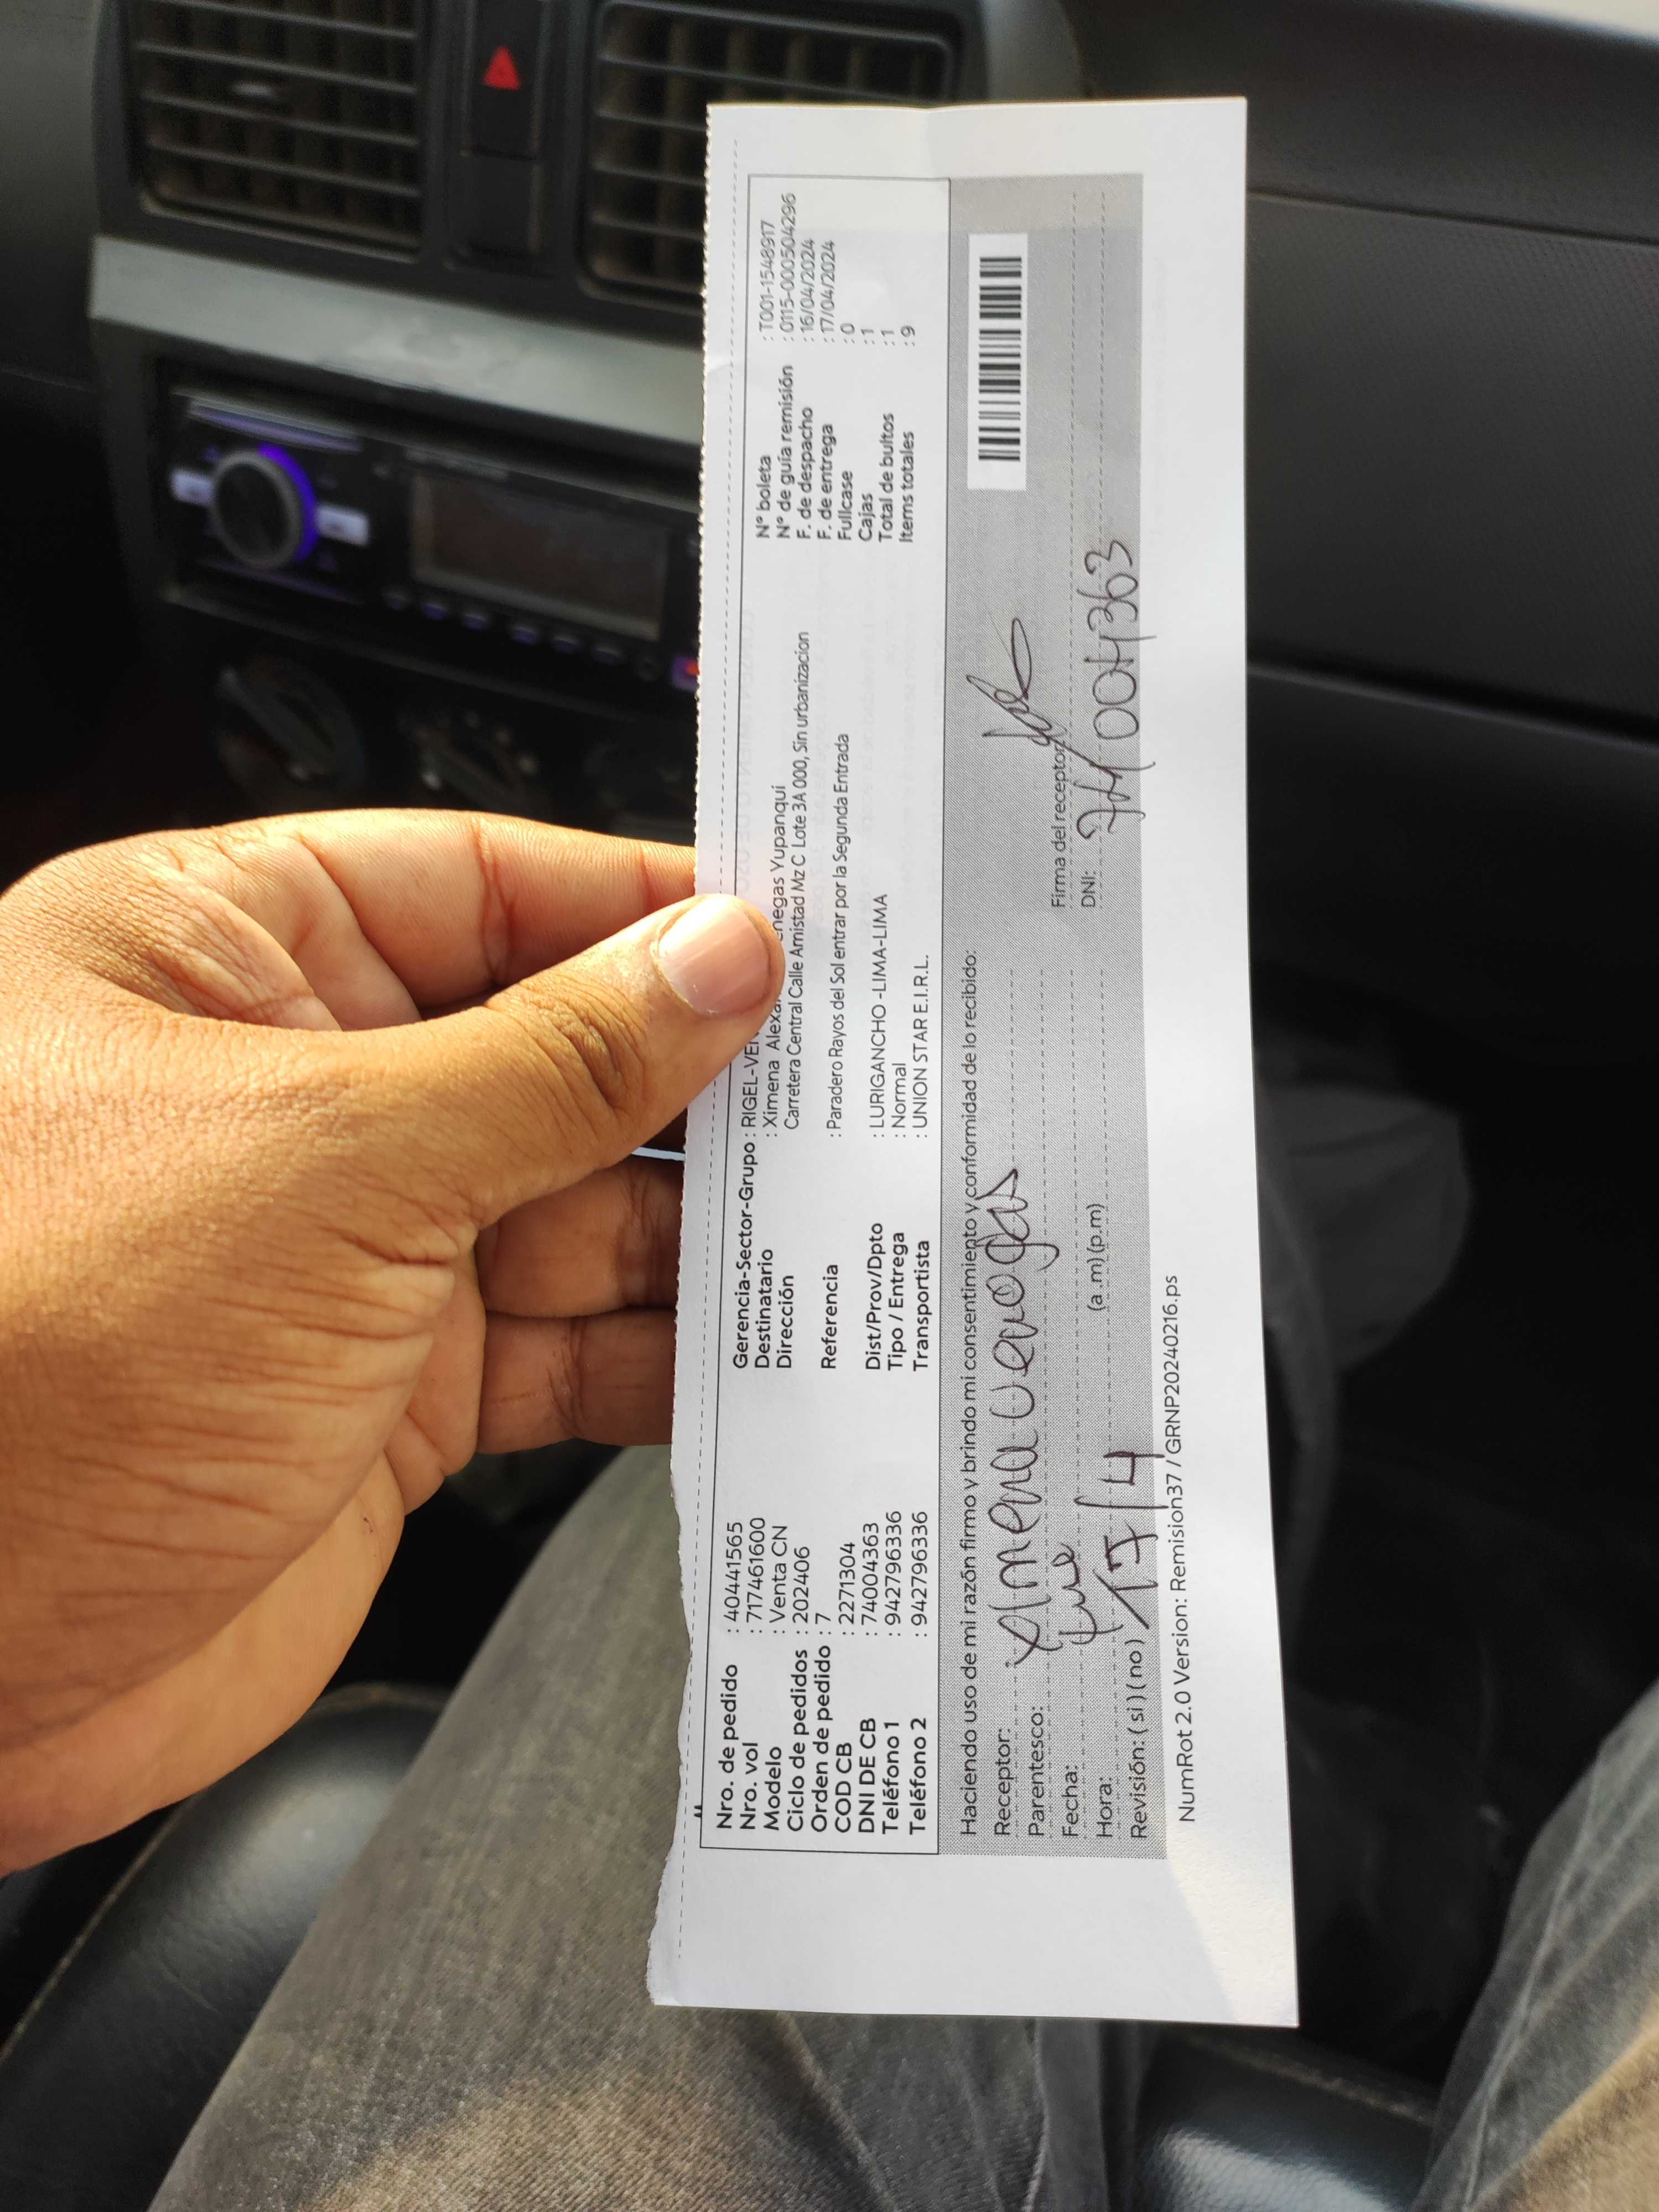 Nro. de pedido : 40441565
Nro. vol : 717461600
Modelo : Venta CN
Ciclo de pedidos : 202406
Orden de pedido : 7
COD CB : 2271304
DNI DE CB : 74004363
Teléfono 1 : 942796336
Teléfono 2 : 942796336
Gerencia-Sector-Grupo : RIGEL-VE
Destinatario : Ximena Alexa negas Yupanqui
Dirección Carretera Central Calle Amistad Mz C Lote 3A 000, Sin urbanizacion
Referencia : Paradero Rayos del Sol entrar por la Segunda Entrada
Dist/Prov/Dpto : LURIGANCHO -LIMA-LIMA
Tipo / Entrega : Normal
Transportista : UNION STAR E.I.R.L.
N° boleta : T001-1548917
N° de guía remisión : 0115-0005504296
F. de despacho : 16/04/2024
F. de entrega : 17/04/2024
Fullcase : 0
Cajas : 1
Total de bultos : 1
Items totales : 9
Haciendo uso de mi razón firmo y brindo mi consentimiento y conformidad de lo recibido:
Receptor: Ximena Venegas
Parentesco:
Fecha: 17/4
Hora: (a .m) (p.m)
Revisión: ( si ) ( no )
Firma del receptor:
DNI: 74004363
NumRot 2.0 Version: Remision37 / GRNP20240216.ps